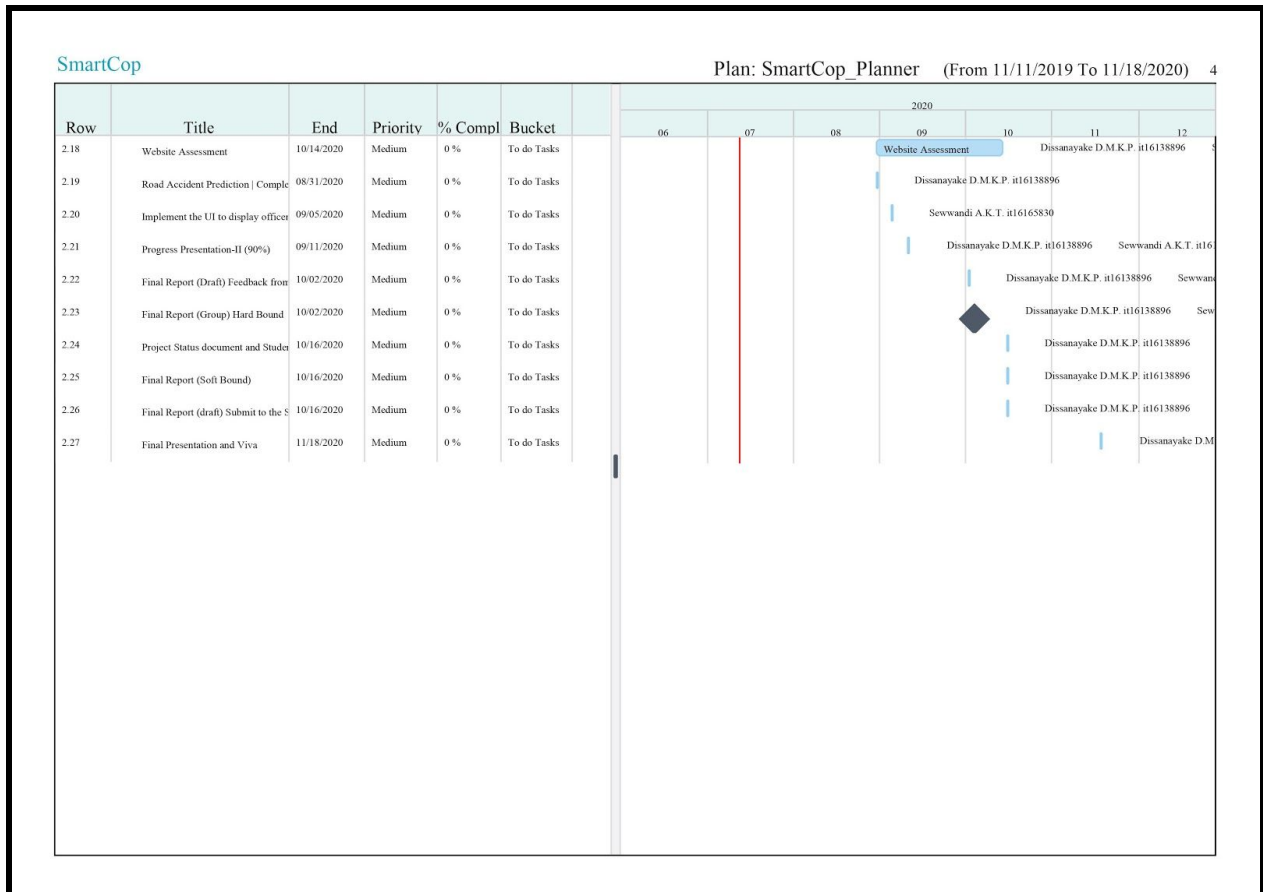 SmartCop
Plan: SmartCop_Planner (From 11/11/2019 To 11/18/2020) 4
2020
Row Title End Priority % Compl Bucket 06 07 08 09 10 11 12
2.18 Website Assessment 10/14/2020 Medium 0 % To do Tasks Website Assessment Dissanayake D.M.K.P. it16138896
2.19 Road Accident Prediction | Comple 08/31/2020 Medium 0 % To do Tasks Dissanayake D.M.K.P. it16138896
2.20 Implement the UI to display officer 09/05/2020 Medium 0 % To do Tasks Sewwandi A.K.T. it16165830
2.21 Progress Presentation-II (90%) 09/11/2020 Medium 0 % To do Tasks Dissanayake D.M.K.P. it16138896 Sewwandi A.K.T. it161
2.22 Final Report (Draft) Feedback from 10/02/2020 Medium 0 % To do Tasks Dissanayake D.M.K.P. it16138896 Sewwand
2.23 Final Report (Group) Hard Bound 10/02/2020 Medium 0 % To do Tasks Dissanayake D.M.K.P. it16138896 Sew
2.24 Project Status document and Studen 10/16/2020 Medium 0 % To do Tasks Dissanayake D.M.K.P. it16138896
2.25 Final Report (Soft Bound) 10/16/2020 Medium 0 % To do Tasks Dissanayake D.M.K.P. it16138896
2.26 Final Report (draft) Submit to the S 10/16/2020 Medium 0 % To do Tasks Dissanayake D.M.K.P. it16138896
2.27 Final Presentation and Viva 11/18/2020 Medium 0 % To do Tasks Dissanayake D.M